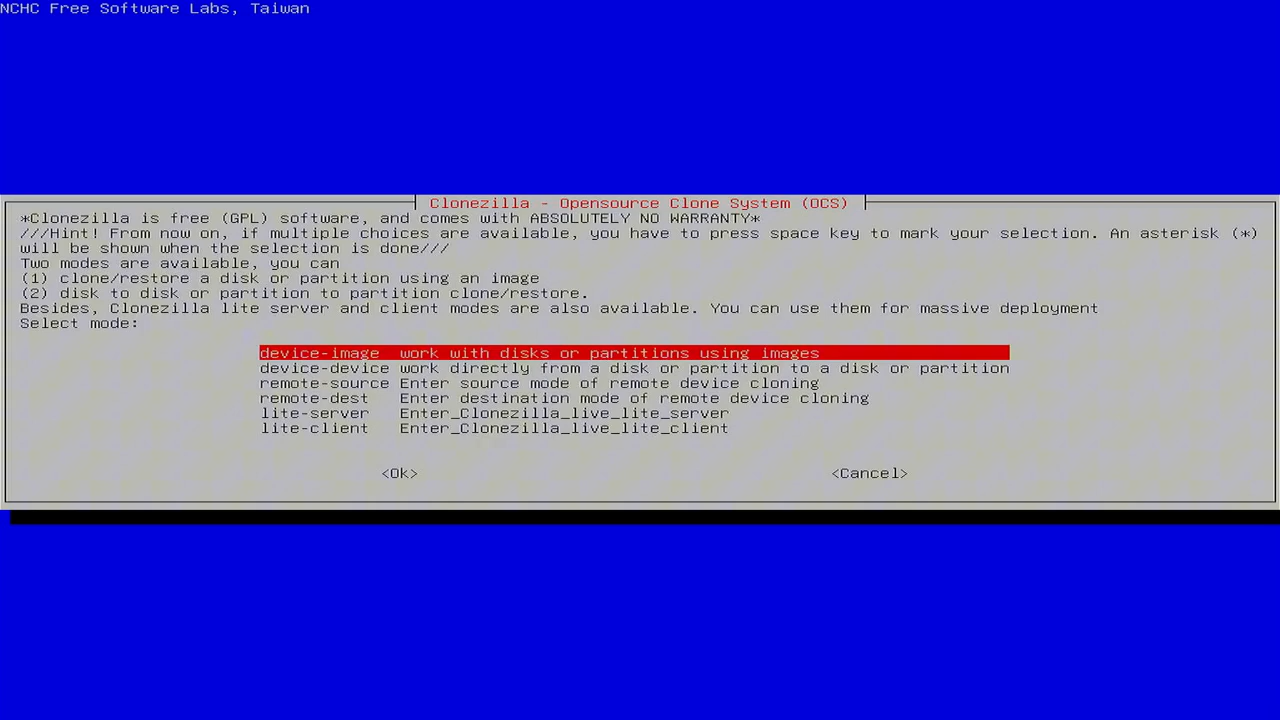 NCHC Free Software Labs, Taiwan
Clonezilla - Opensource Clone System (OCS)
*Clonezilla is free (GPL) software, and comes with ABSOLUTELY NO WARRANTY*
///Hint! From now on, if multiple choices are available, you have to press space key to mark your selection. An asterisk (*)
will be shown when the selection is done///
Two modes are available, you can
(1) clone/restore a disk or partition using an image
(2) disk to disk or partition to partition clone/restore.
Besides, Clonezilla lite server and client modes are also available. You can use them for massive deployment
Select mode:
device-image work with disks or partitions using images
device-device work directly from a disk or partition to a disk or partition
remote-source Enter source mode of remote device cloning
remote-dest Enter destination mode of remote device cloning
lite-server Enter_Clonezilla_live_lite_server
lite-client Enter_Clonezilla_live_lite_client
<Ok> <Cancel>